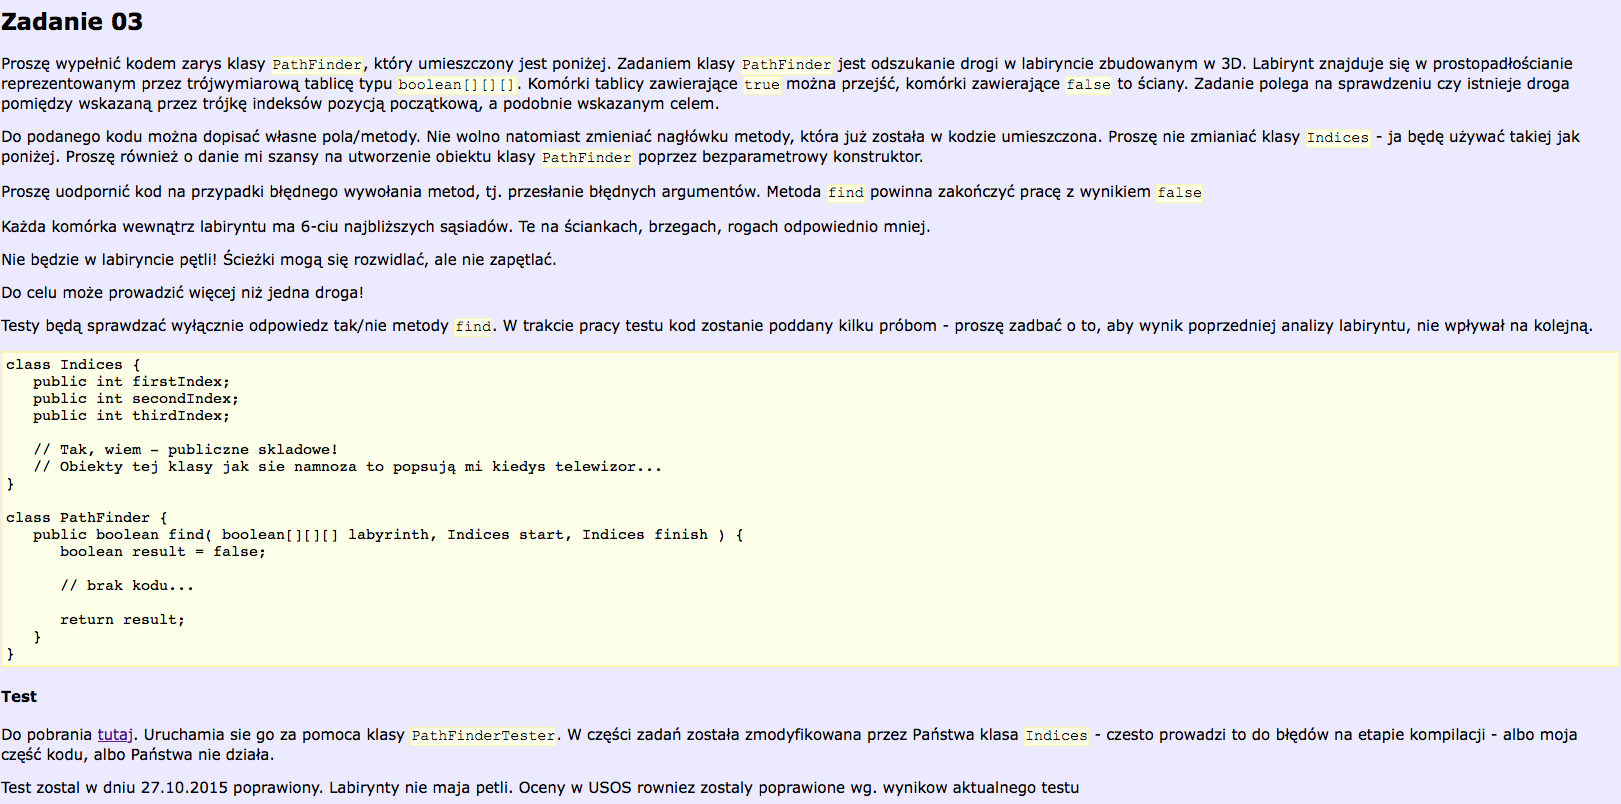 Zadanie 03
Proszę wypełnić kodem zarys klasy PathFinder, który umieszczony jest poniżej. Zadaniem klasy PathFinder jest odszukanie drogi w labiryncie zbudowanym w 3D. Labirynt znajduje się w prostopadłościanie
reprezentowanym przez trójwymiarową tablicę typu boolean[][][]. Komórki tablicy zawierające true można przejść, komórki zawierające false to ściany. Zadanie polega na sprawdzeniu czy istnieje droga
pomiędzy wskazaną przez trójkę indeksów pozycją początkową, a podobnie wskazanym celem.
Do podanego kodu można dopisać własne pola/metody. Nie wolno natomiast zmieniać nagłówku metody, która już została w kodzie umieszczona. Proszę nie zmianiać klasy Indices - ja będę używać takiej jak
poniżej. Proszę również o danie mi szansy na utworzenie obiektu klasy PathFinder poprzez bezparametrowy konstruktor.
Proszę uodpornić kod na przypadki błędnego wywołania metod, tj. przesłanie błędnych argumentów. Metoda find powinna zakończyć pracę z wynikiem false
Każda komórka wewnątrz labiryntu ma 6-ciu najbliższych sąsiadów. Te na ściankach, brzegach, rogach odpowiednio mniej.
Nie będzie w labiryncie pętli! Ścieżki mogą się rozwidlać, ale nie zapętlać.
Do celu może prowadzić więcej niż jedna droga!
Testy będą sprawdzać wyłącznie odpowiedz tak/nie metody find. W trakcie pracy testu kod zostanie poddany kilku próbom - proszę zadbać o to, aby wynik poprzedniej analizy labiryntu, nie wpływał na kolejną.
class Indices {
   public int firstIndex;
   public int secondIndex;
   public int thirdIndex;
   // Tak, wiem - publiczne skladowe!
   // Obiekty tej klasy jak sie namnoza to popsują mi kiedys telewizor...
}
class PathFinder {
   public boolean find( boolean[][][] labyrinth, Indices start, Indices finish ) {
      boolean result = false;
      // brak kodu...
      return result;
   }
}
Test
Do pobrania tutaj. Uruchamia sie go za pomoca klasy PathFinderTester. W części zadań została zmodyfikowana przez Państwa klasa Indices - czesto prowadzi to do błędów na etapie kompilacji - albo moja
część kodu, albo Państwa nie działa.
Test zostal w dniu 27.10.2015 poprawiony. Labirynty nie maja petli. Oceny w USOS rowniez zostaly poprawione wg. wynikow aktualnego testu